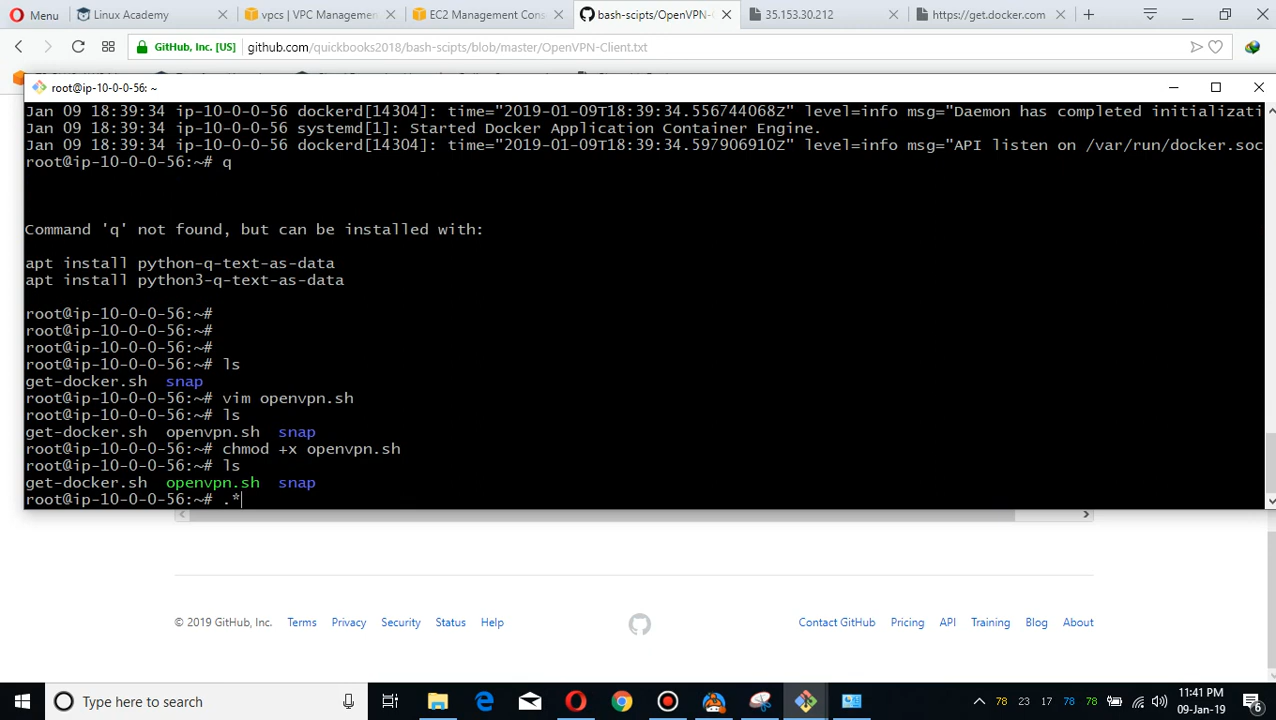 Menu
Linux Academy
vpcs | VPC Managemen
EC2 Management Cons
bash-scipts/OpenVPN-C
35.153.30.212
https://get.docker.com
GitHub, Inc. [US]
github.com/quickbooks2018/bash-scipts/blob/master/OpenVPN-Client.txt
root@ip-10-0-0-56: ~
Jan 09 18:39:34 ip-10-0-0-56 dockerd[14304]: time="2019-01-09T18:39:34.556744068Z" level=info msg="Daemon has completed initializati
Jan 09 18:39:34 ip-10-0-0-56 systemd[1]: Started Docker Application Container Engine.
Jan 09 18:39:34 ip-10-0-0-56 dockerd[14304]: time="2019-01-09T18:39:34.597906910Z" level=info msg="API listen on /var/run/docker.soc
root@ip-10-0-0-56:~# q
Command 'q' not found, but can be installed with:
apt install python-q-text-as-data
apt install python3-q-text-as-data
root@ip-10-0-0-56:~#
root@ip-10-0-0-56:~#
root@ip-10-0-0-56:~#
root@ip-10-0-0-56:~# ls
get-docker.sh snap
root@ip-10-0-0-56:~# vim openvpn.sh
root@ip-10-0-0-56:~# ls
get-docker.sh openvpn.sh snap
root@ip-10-0-0-56:~# chmod +x openvpn.sh
root@ip-10-0-0-56:~# ls
get-docker.sh openvpn.sh snap
root@ip-10-0-0-56:~# .*
© 2019 GitHub, Inc. Terms Privacy Security Status Help Contact GitHub Pricing API Training Blog About
Type here to search
78 23 17 78 78
11:41 PM
09-Jan-19
6